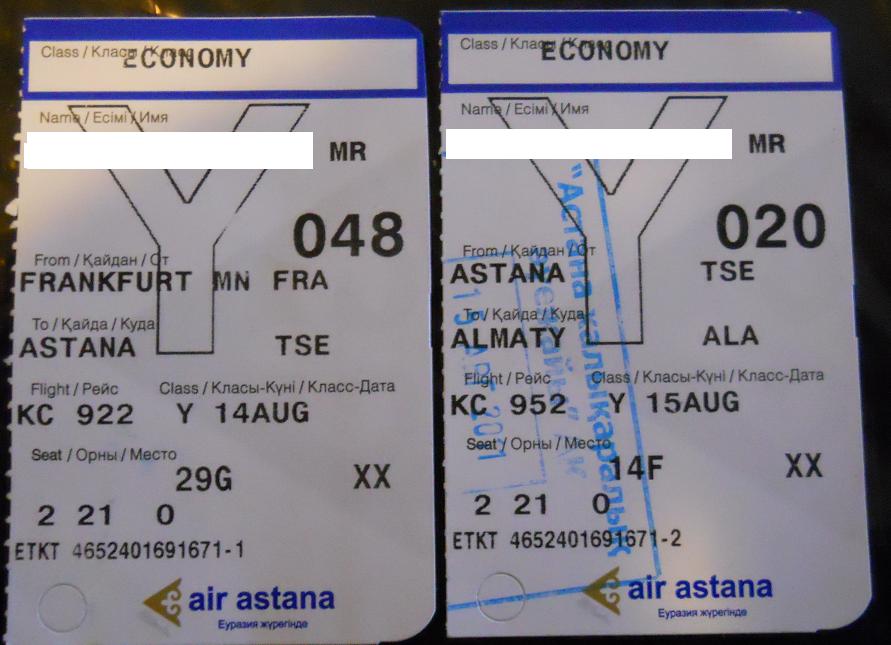 Class / Класы / Класс
ECONOMY
Name / Есімі / Имя
MR
048
From / Қайдан / От
FRANKFURT MN FRA
To / Қайда / Куда
ASTANA TSE
Flight / Рейс Class / Класы-Күні / Класс-Дата
KC 922 Y 14AUG
Seat / Орны / Место
29G XX
2 21 0
ETKT 4652401691671-1
air astana
Еуразия жүрегінде
Class / Класы / Класс
ECONOMY
Name / Есімі / Имя
MR
020
From / Қайдан / От
ASTANA TSE
To / Қайда / Куда
ALMATY ALA
Flight / Рейс Class / Класы-Күні / Класс-Дата
KC 952 Y 15AUG
Seat / Орны / Место
14F XX
2 21 0
ETKT 4652401691671-2
air astana
Еуразия жүрегінде
"Астана халықаралық